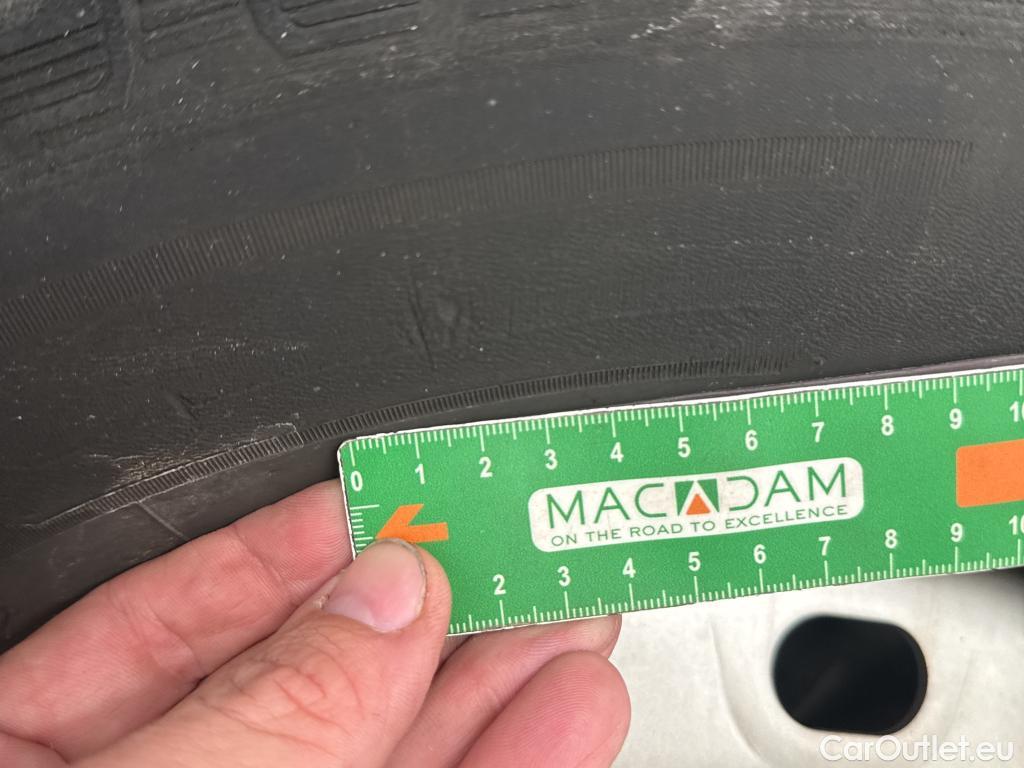 0 1 2 3 4 5 6 7 8 9 10
MACADAM
ON THE ROAD TO EXCELLENCE
2 3 4 5 6 7 8 9 10
CarOutlet.eu